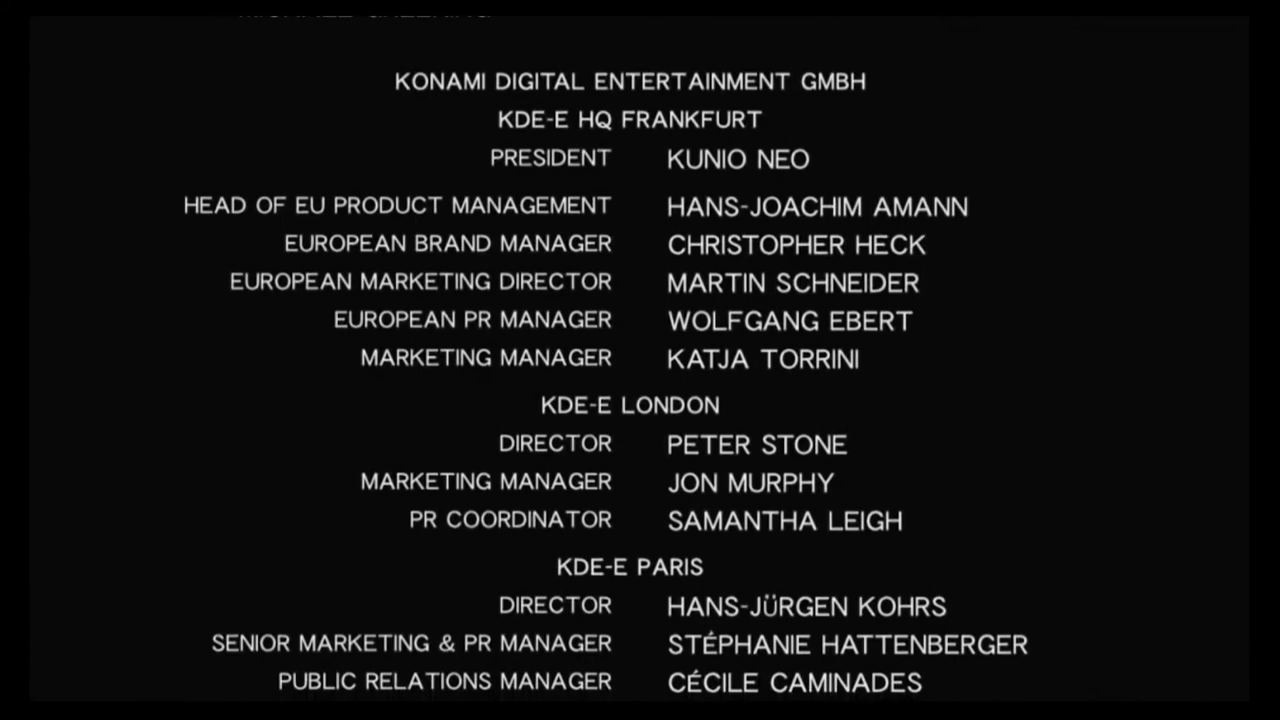 KONAMI DIGITAL ENTERTAINMENT GMBH
KDE-E HQ FRANKFURT
PRESIDENT KUNIO NEO
HEAD OF EU PRODUCT MANAGEMENT HANS-JOACHIM AMANN
EUROPEAN BRAND MANAGER CHRISTOPHER HECK
EUROPEAN MARKETING DIRECTOR MARTIN SCHNEIDER
EUROPEAN PR MANAGER WOLFGANG EBERT
MARKETING MANAGER KATJA TORRINI
KDE-E LONDON
DIRECTOR PETER STONE
MARKETING MANAGER JON MURPHY
PR COORDINATOR SAMANTHA LEIGH
KDE-E PARIS
DIRECTOR HANS-JÜRGEN KOHRS
SENIOR MARKETING & PR MANAGER STÉPHANIE HATTENBERGER
PUBLIC RELATIONS MANAGER CÉCILE CAMINADES